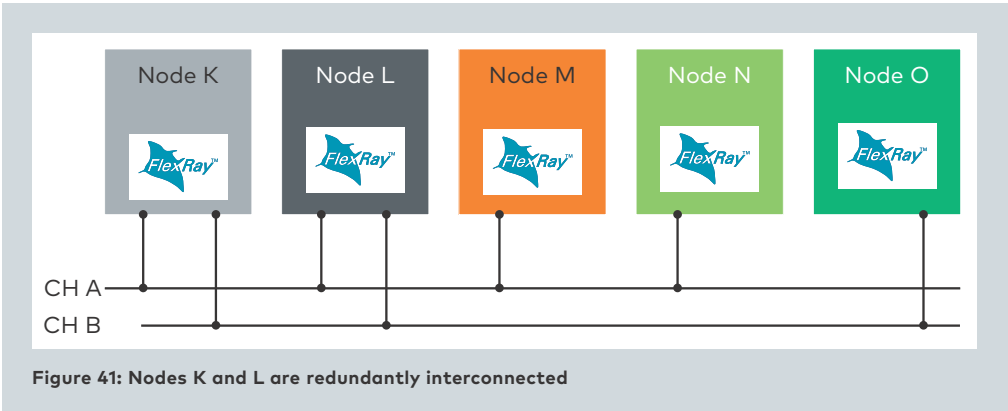 Node K
Node L
Node M
Node N
Node O
FlexRay™
FlexRay™
FlexRay™
FlexRay™
FlexRay™
CH A
CH B
Figure 41: Nodes K and L are redundantly interconnected